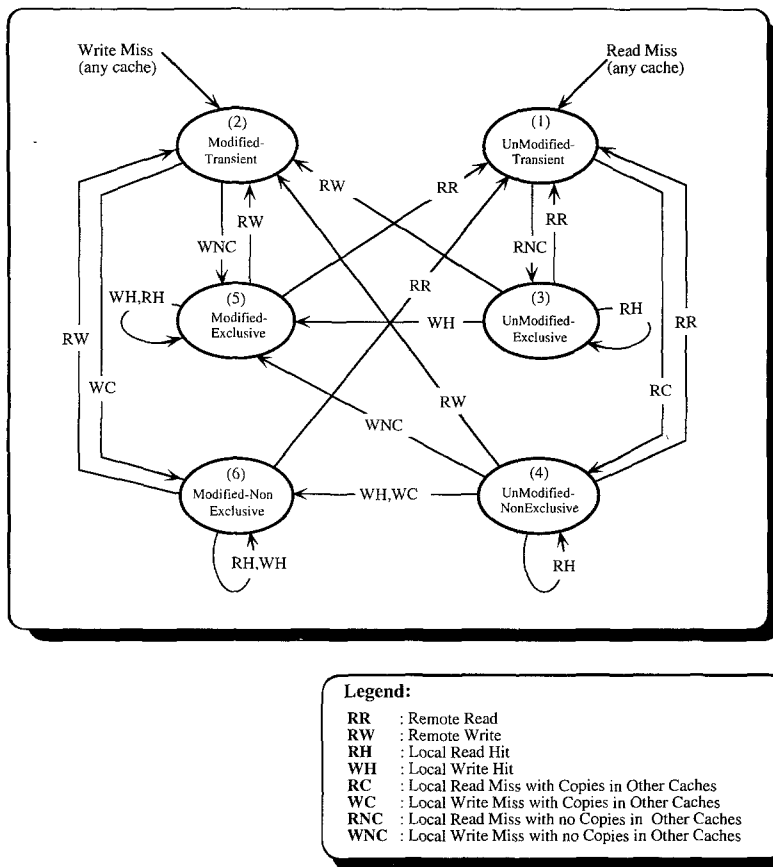 Write Miss
(any cache)
Read Miss
(any cache)
(2)
Modified-
Transient
(1)
UnModified-
Transient
RW
RR
RW
RR
WNC
RNC
RR
WH,RH
(5)
Modified-
Exclusive
WH
(3)
UnModified-
Exclusive
RH
RW
RR
WC
RC
RW
WNC
(6)
Modified-Non
Exclusive
WH,WC
(4)
UnModified-
NonExclusive
RH,WH
RH
Legend:
RR : Remote Read
RW : Remote Write
RH : Local Read Hit
WH : Local Write Hit
RC : Local Read Miss with Copies in Other Caches
WC : Local Write Miss with Copies in Other Caches
RNC : Local Read Miss with no Copies in Other Caches
WNC : Local Write Miss with no Copies in Other Caches